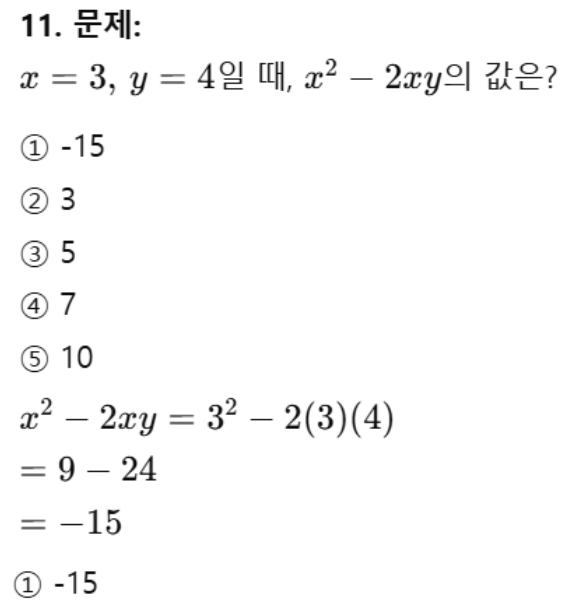 11. 문제:
x = 3, y = 4일 때, x² − 2xy의 값은?
① -15
② 3
③ 5
④ 7
⑤ 10
x² − 2xy = 3² − 2(3)(4)
= 9 − 24
= −15
① -15